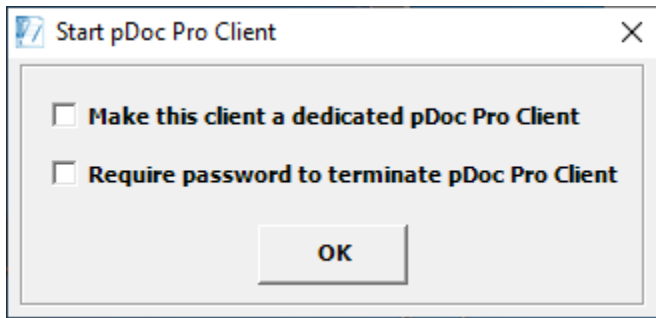 Start pDoc Pro Client
Make this client a dedicated pDoc Pro Client
Require password to terminate pDoc Pro Client
OK